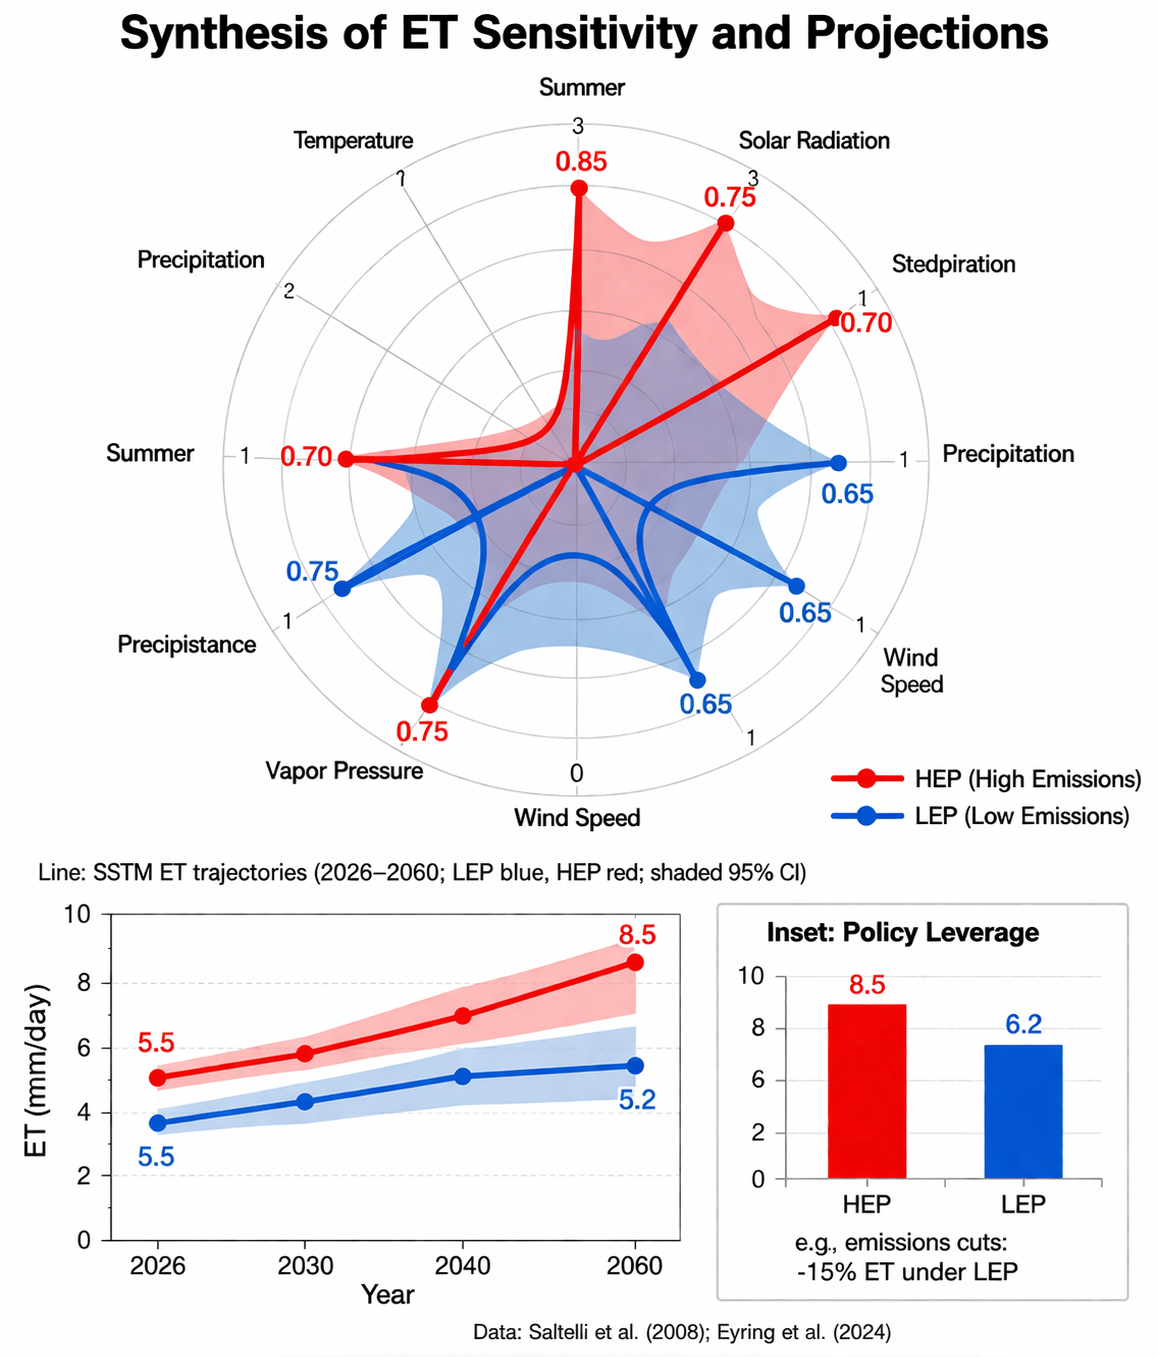 Synthesis of ET Sensitivity and Projections
Summer
3
0.85
Temperature
Solar Radiation
3
0.75
Precipitation
2
Stedpiration
1
0.70
Summer
1
0.70
Precipitation
1
0.65
0.75
1
Precipistance
0.65
1
Wind
Speed
0.65
1
0.75
Vapor Pressure
0
Wind Speed
HEP (High Emissions)
LEP (Low Emissions)
Line: SSTM ET trajectories (2026–2060; LEP blue, HEP red; shaded 95% CI)
ET (mm/day)
10
8
6
4
2
0
5.5
5.5
8.5
5.2
2026
2030
2040
2060
Year
Inset: Policy Leverage
10
8
6
2
0
8.5
6.2
HEP
LEP
e.g., emissions cuts:
-15% ET under LEP
Data: Saltelli et al. (2008); Eyring et al. (2024)